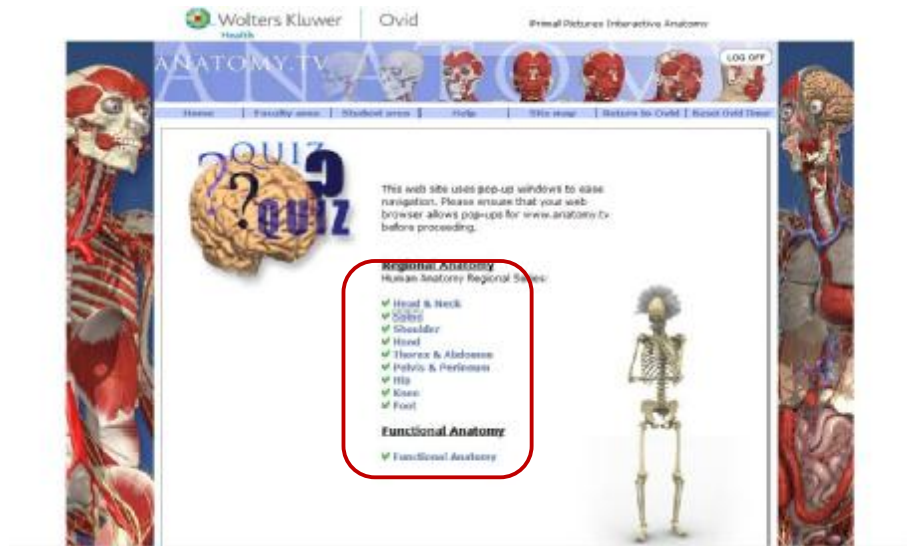 Wolters Kluwer
Health
Ovid
Primal Pictures Interactive Anatomy
ANATOMY
ANATOMY.TV
LOG OFF
Home | Faculty area | Student area | Help | Site map | Return to Ovid | Reset Ovid Timer
QUIZ
?
?
?
QUIZ
This web site uses pop-up windows to ease
navigation. Please ensure that your web
browser allows pop-ups for www.anatomy.tv
before proceeding.
Regional Anatomy
Human Anatomy Regional Series:
Head & Neck
Spine
Shoulder
Hand
Thorax & Abdomen
Pelvis & Perineum
Hip
Knee
Foot
Functional Anatomy
Functional Anatomy